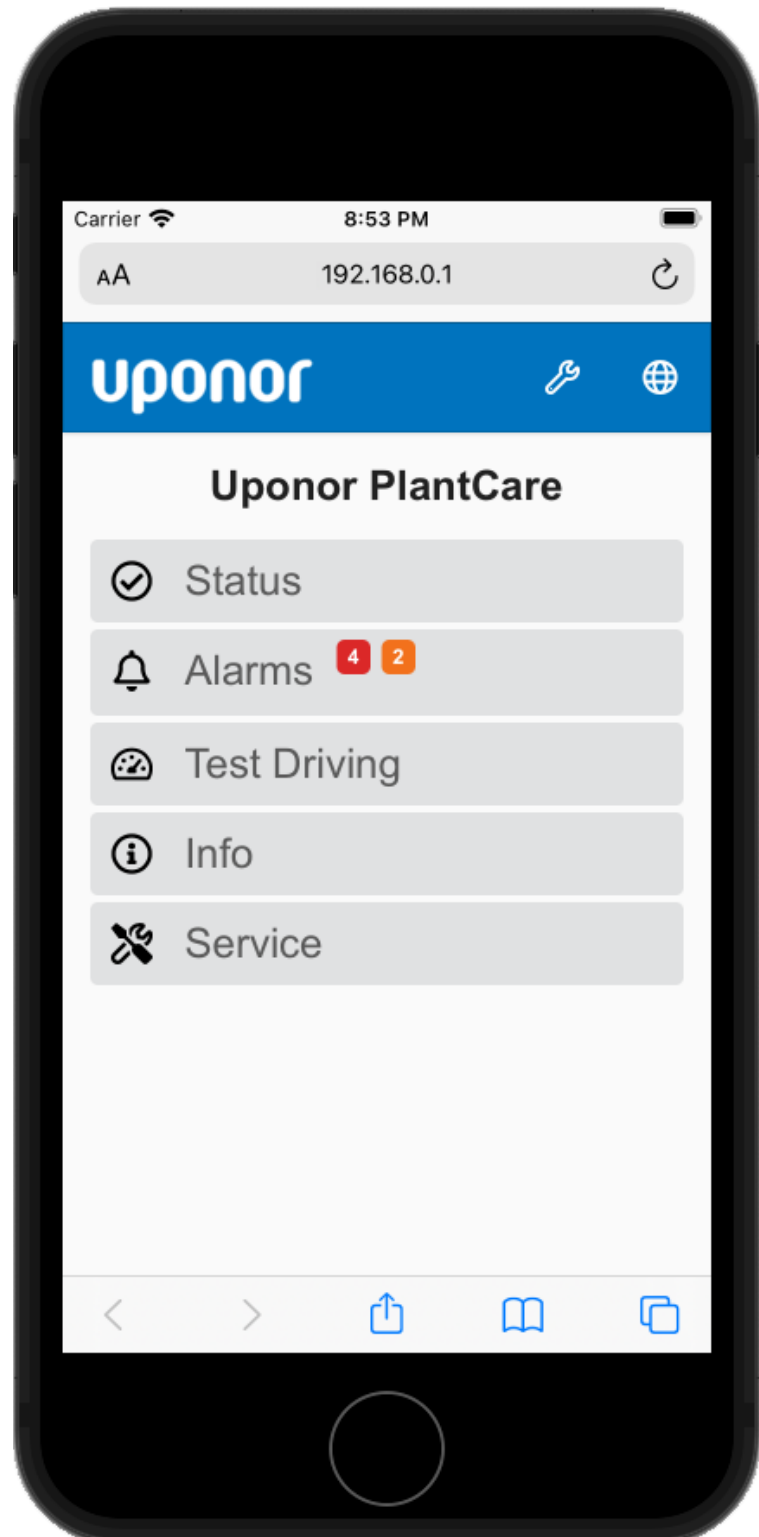 Carrier 8:53 PM
AA 192.168.0.1
uponor
Uponor PlantCare
Status
Alarms 4 2
Test Driving
Info
Service